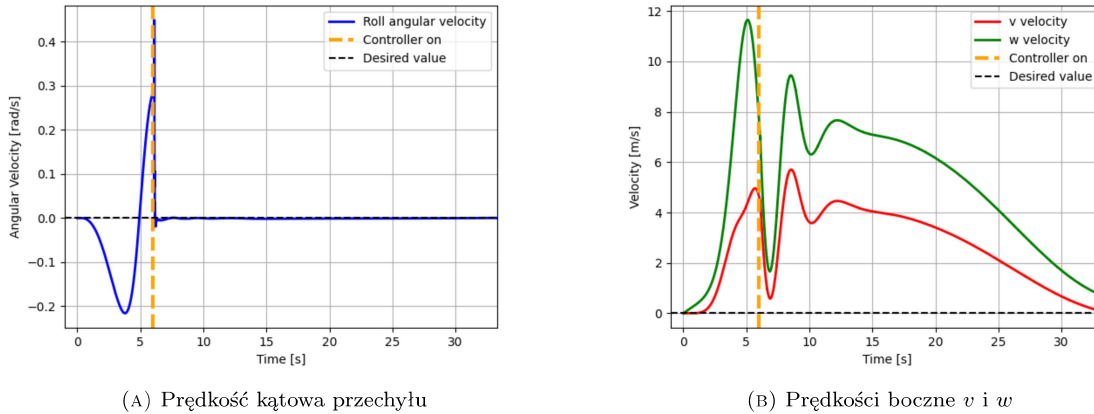 Roll angular velocity
Controller on
Desired value
0.4
0.3
0.2
0.1
0.0
−0.1
−0.2
Angular Velocity [rad/s]
0 5 10 15 20 25 30
Time [s]
(A) Prędkość kątowa przechyłu
v velocity
w velocity
Controller on
Desired value
12
10
8
6
4
2
0
Velocity [m/s]
0 5 10 15 20 25 30
Time [s]
(B) Prędkości boczne v i w